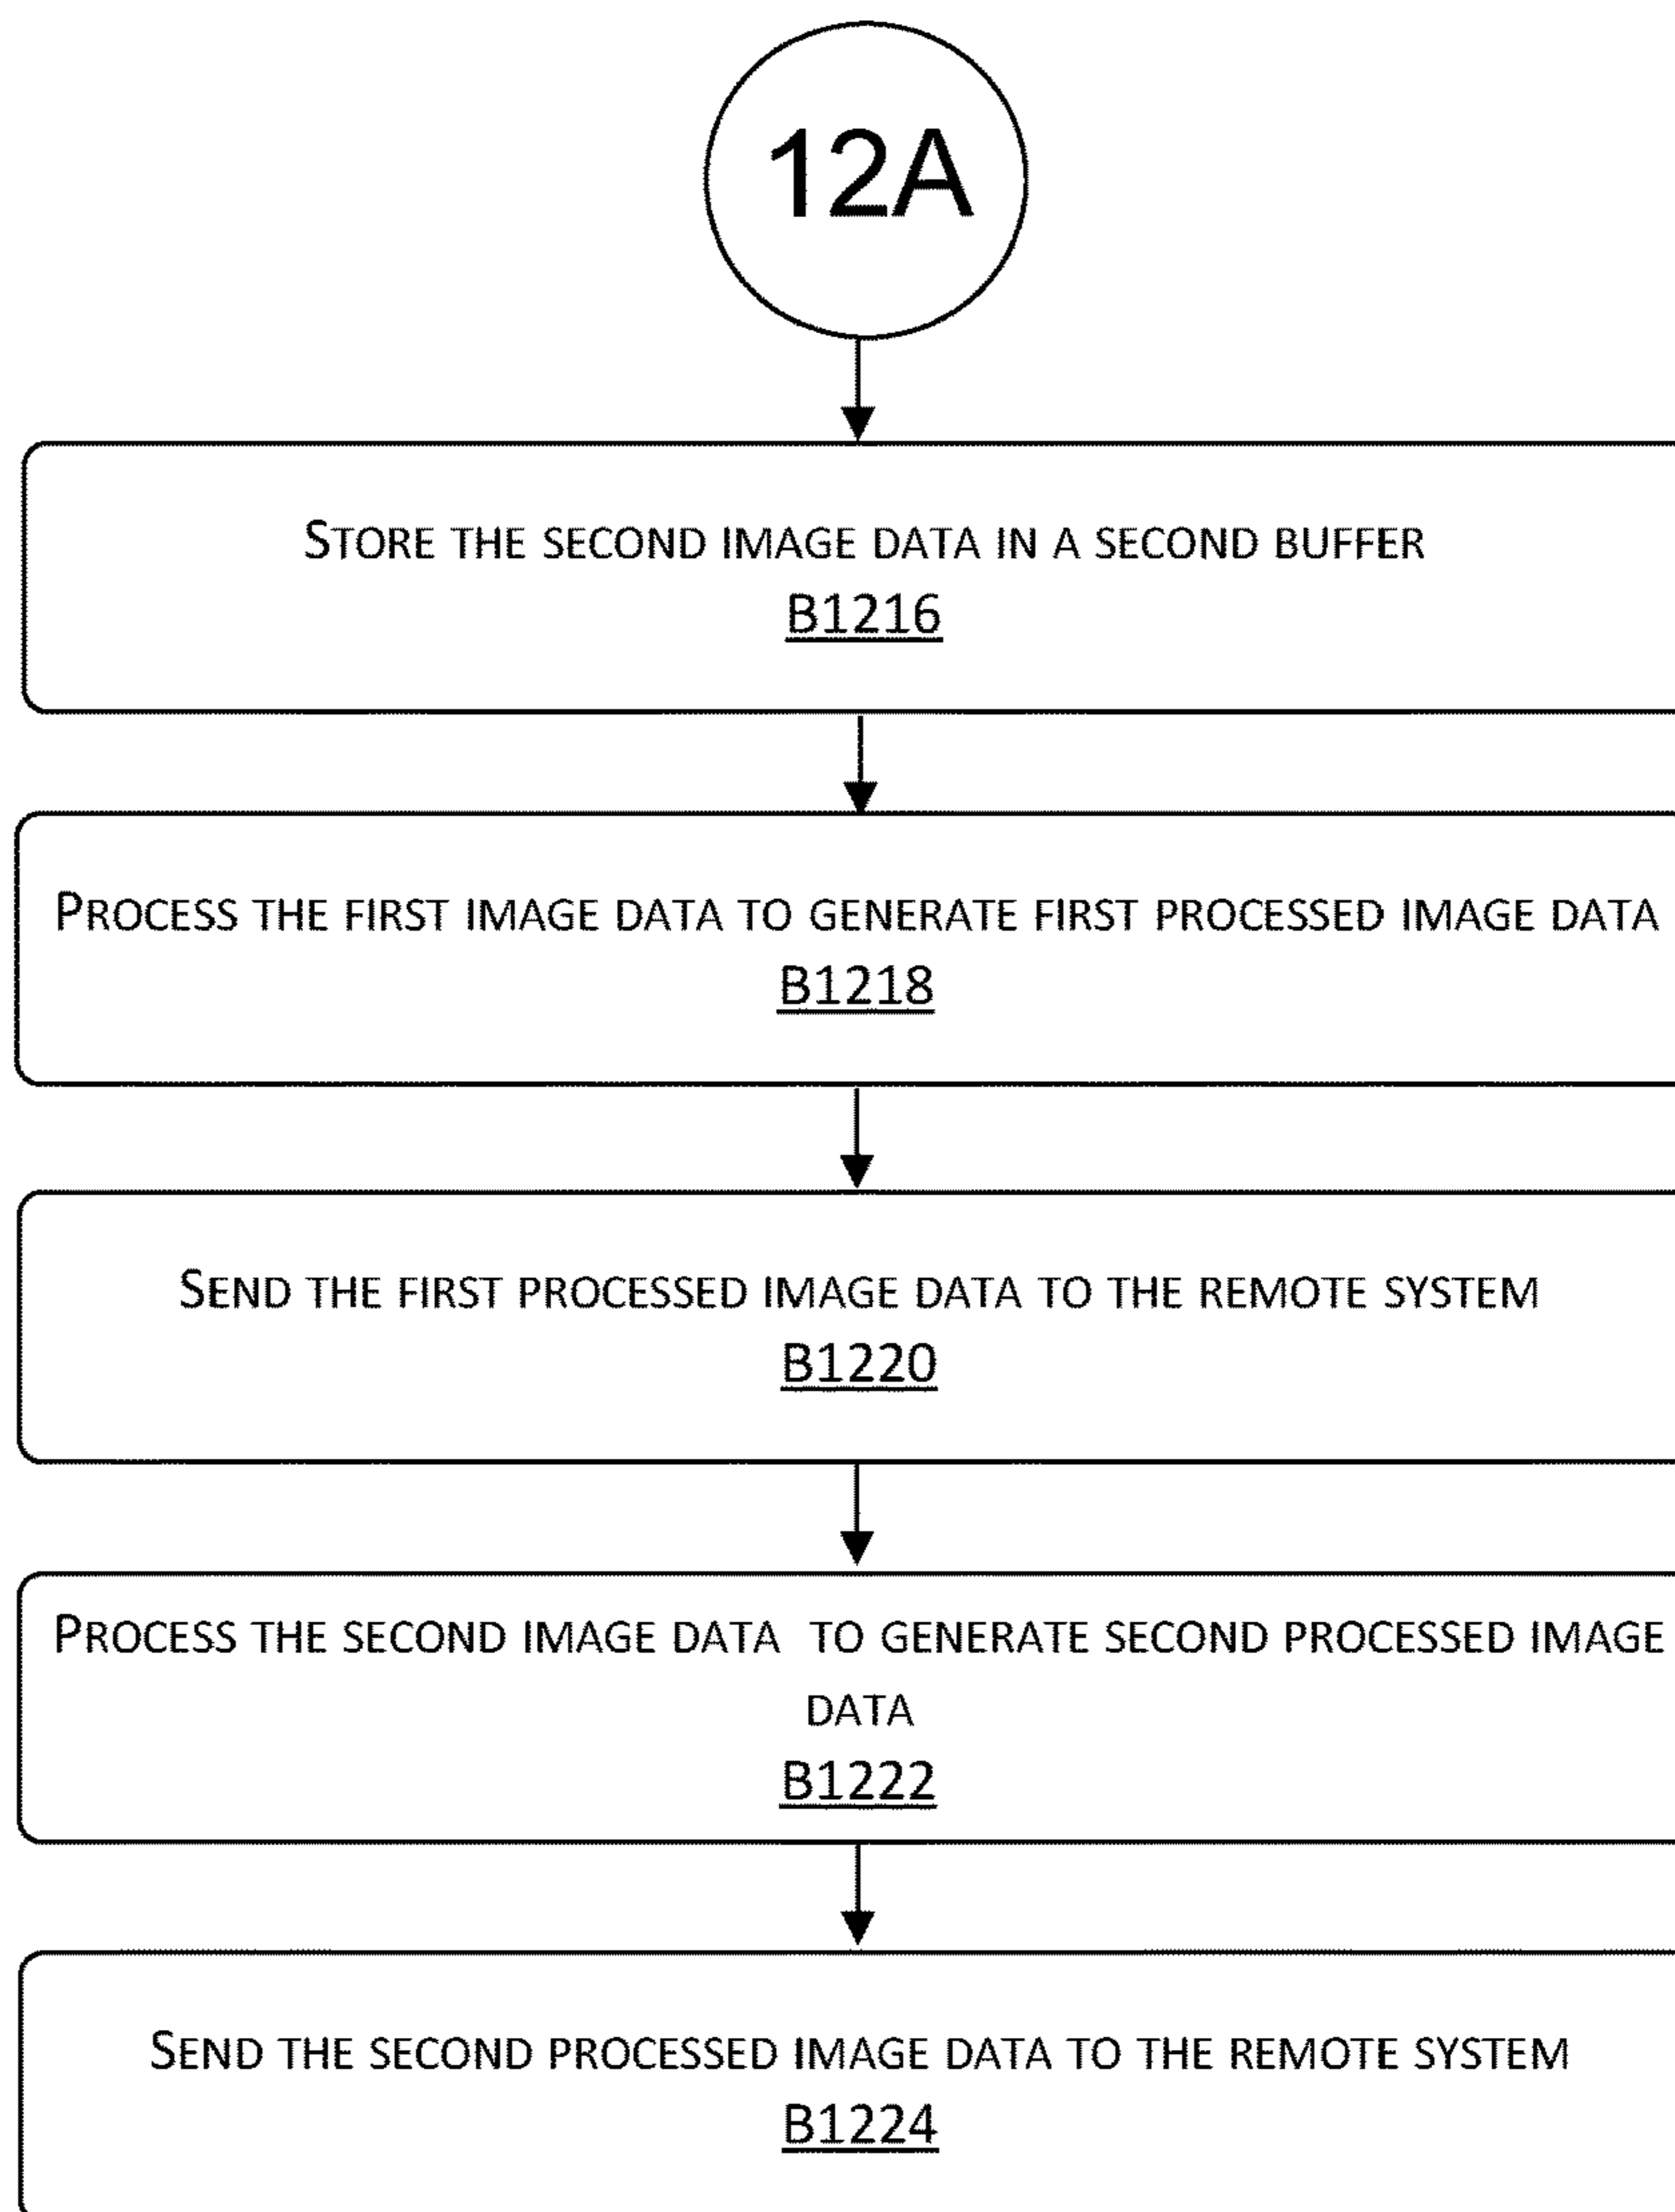 12A
STORE THE SECOND IMAGE DATA IN A SECOND BUFFER
B1216
PROCESS THE FIRST IMAGE DATA TO GENERATE FIRST PROCESSED IMAGE DATA
B1218
SEND THE FIRST PROCESSED IMAGE DATA TO THE REMOTE SYSTEM
B1220
PROCESS THE SECOND IMAGE DATA TO GENERATE SECOND PROCESSED IMAGE
DATA
B1222
SEND THE SECOND PROCESSED IMAGE DATA TO THE REMOTE SYSTEM
B1224